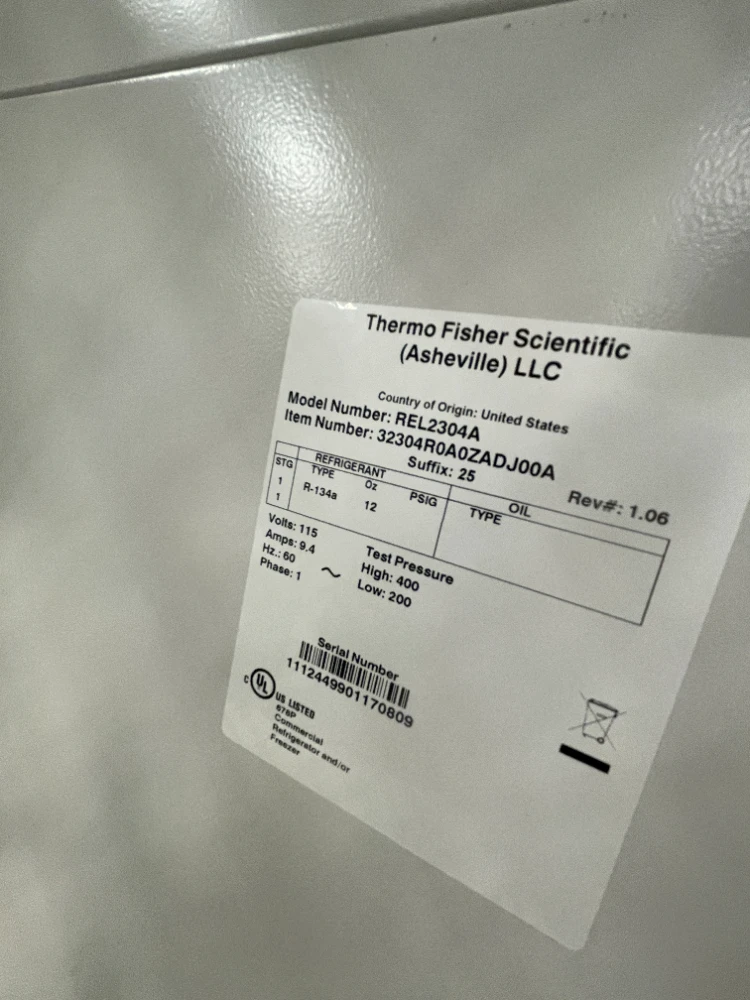 Thermo Fisher Scientific
(Asheville) LLC
Country of Origin: United States
Model Number: REL2304A
Item Number: 32304R0A0ZADJ00A
Suffix: 25
Rev#: 1.06
STG REFRIGERANT OIL
TYPE Oz PSIG TYPE
1 R-134a 12
1
Volts: 115
Amps: 9.4
Hz.: 60
Phase: 1
~
Test Pressure
High: 400
Low: 200
Serial Number
1112449901170809
C UL US LISTED
676P
Commercial
Refrigerator and/or
Freezer